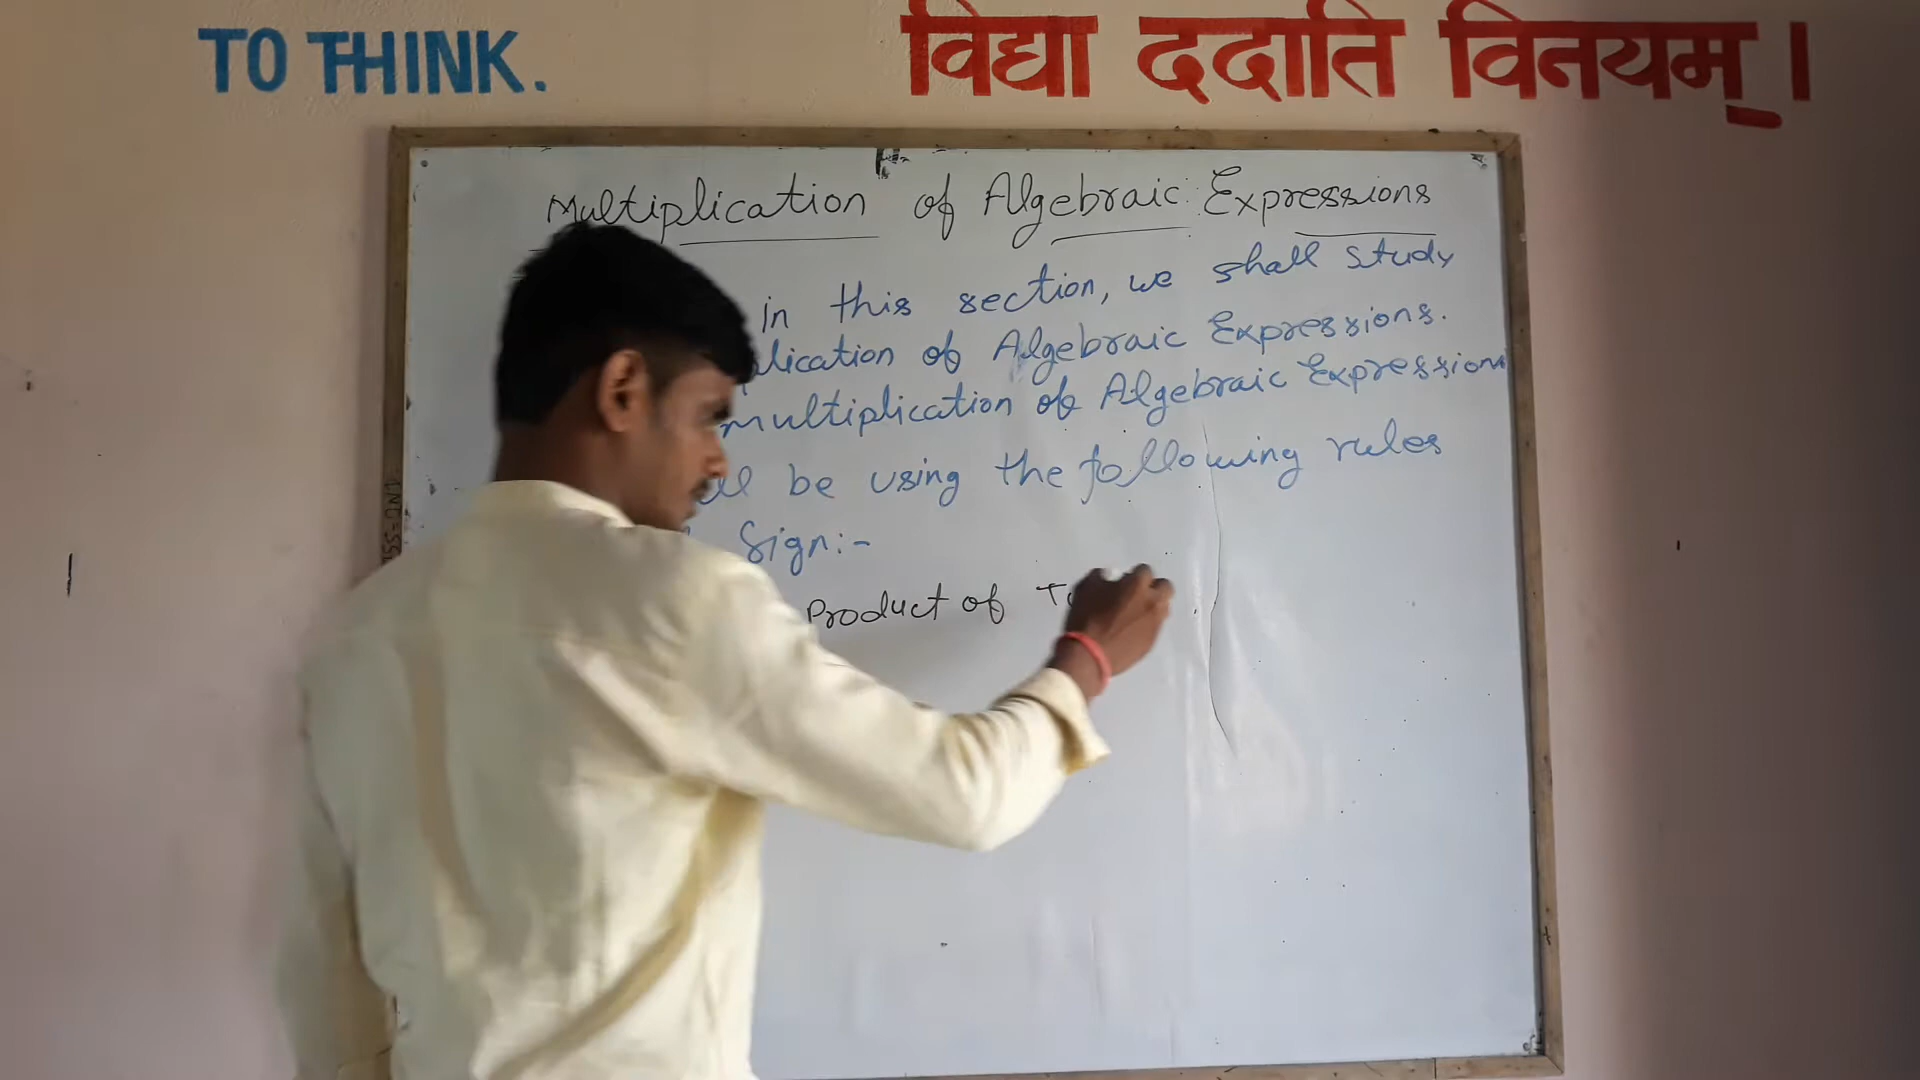 TO THINK.
विद्या ददाति विनयम् ।
Multiplication of Algebraic Expressions
in this section, we shall study
lication of Algebraic Expressions.
multiplication of Algebraic Expressions
be using the following rules
Sign:-
Product of